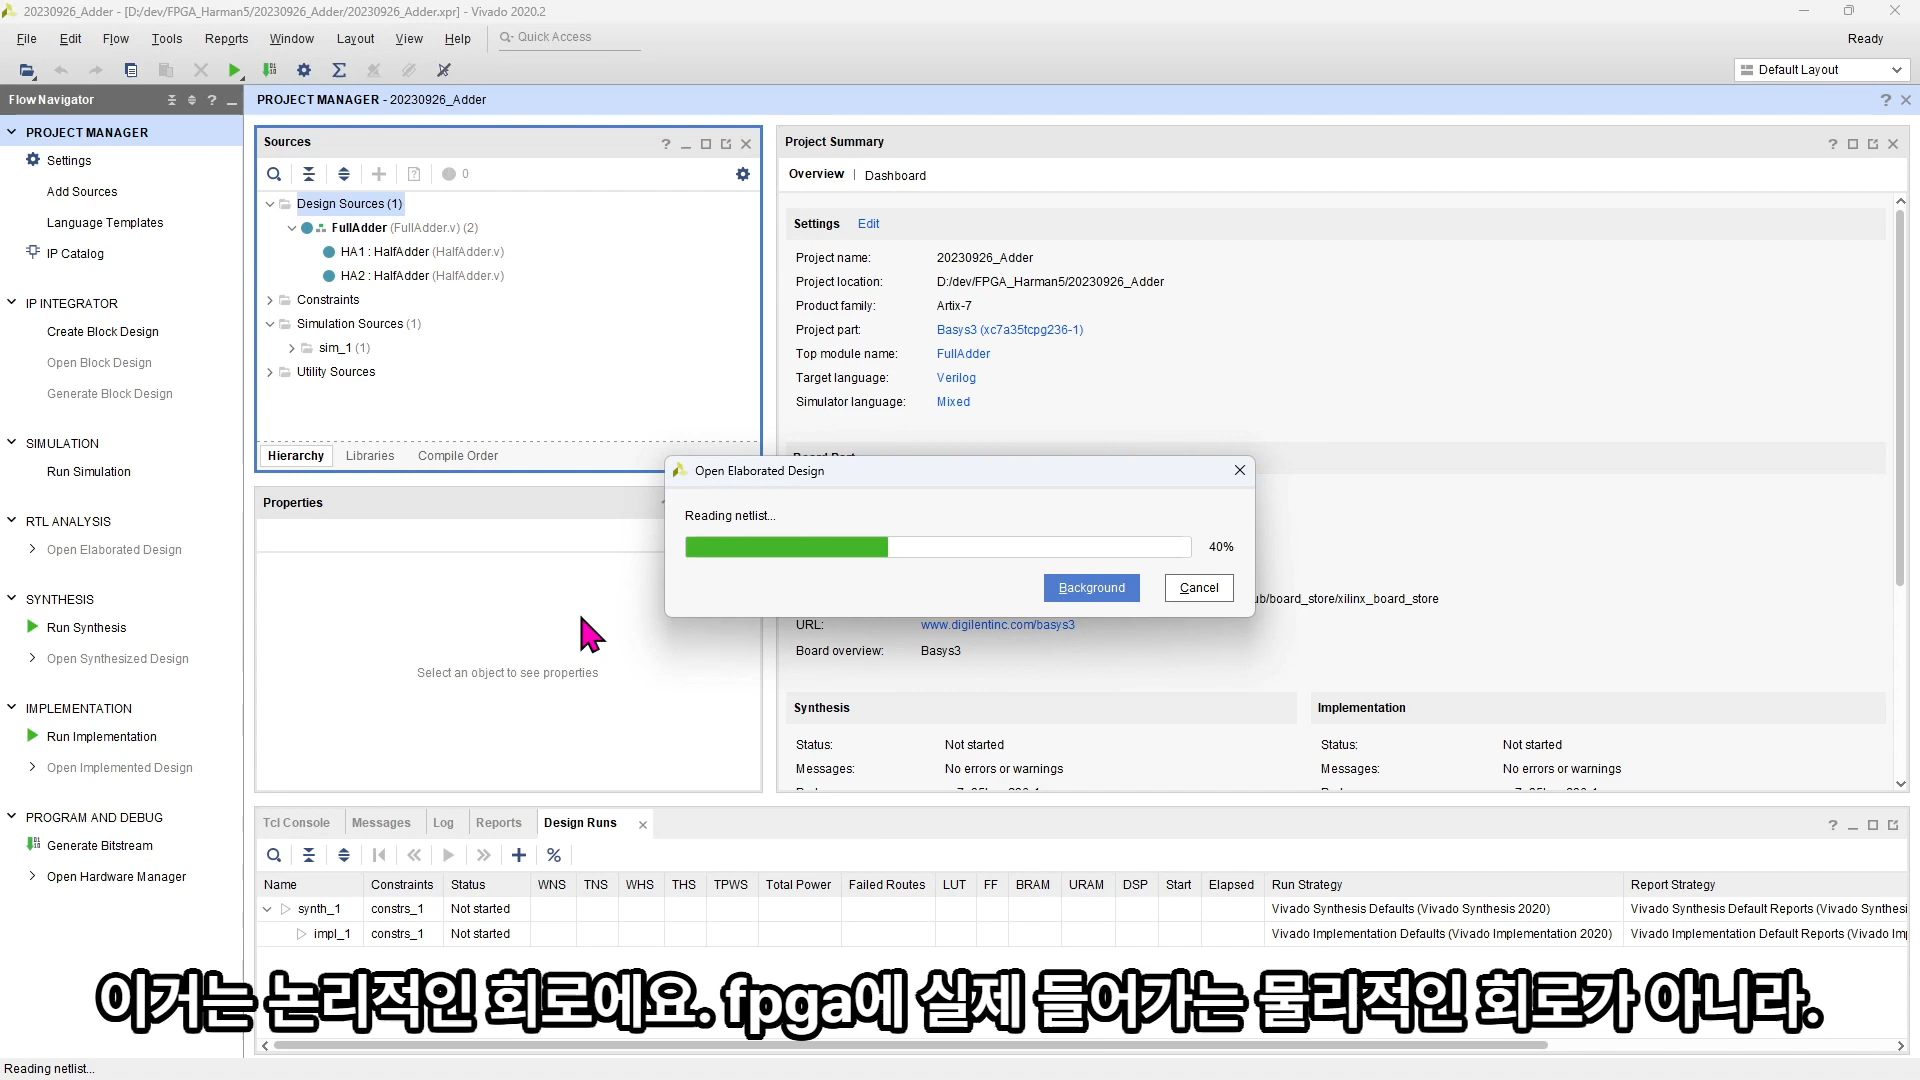 20230926_Adder - [D:/dev/FPGA_Harman5/20230926_Adder/20230926_Adder.xpr] - Vivado 2020.2
File Edit Flow Tools Reports Window Layout View Help Quick Access Ready
Default Layout
Flow Navigator
PROJECT MANAGER - 20230926_Adder
PROJECT MANAGER
Settings
Add Sources
Language Templates
IP Catalog
IP INTEGRATOR
Create Block Design
Open Block Design
Generate Block Design
SIMULATION
Run Simulation
RTL ANALYSIS
Open Elaborated Design
SYNTHESIS
Run Synthesis
Open Synthesized Design
IMPLEMENTATION
Run Implementation
Open Implemented Design
PROGRAM AND DEBUG
Generate Bitstream
Open Hardware Manager
Sources
0
Design Sources (1)
FullAdder (FullAdder.v) (2)
HA1 : HalfAdder (HalfAdder.v)
HA2 : HalfAdder (HalfAdder.v)
Constraints
Simulation Sources (1)
sim_1 (1)
Utility Sources
Hierarchy Libraries Compile Order
Properties
Select an object to see properties
Project Summary
Overview | Dashboard
Settings Edit
Project name: 20230926_Adder
Project location: D:/dev/FPGA_Harman5/20230926_Adder
Product family: Artix-7
Project part: Basys3 (xc7a35tcpg236-1)
Top module name: FullAdder
Target language: Verilog
Simulator language: Mixed
Open Elaborated Design
Reading netlist...
40%
Background Cancel
ub/board_store/xilinx_board_store
URL: www.digilentinc.com/basys3
Board overview: Basys3
Synthesis Implementation
Status: Not started Status: Not started
Messages: No errors or warnings Messages: No errors or warnings
Tcl Console Messages Log Reports Design Runs
Name Constraints Status WNS TNS WHS THS TPWS Total Power Failed Routes LUT FF BRAM URAM DSP Start Elapsed Run Strategy Report Strategy
synth_1 constrs_1 Not started Vivado Synthesis Defaults (Vivado Synthesis 2020) Vivado Synthesis Default Reports (Vivado Synthesi
impl_1 constrs_1 Not started Vivado Implementation Defaults (Vivado Implementation 2020) Vivado Implementation Default Reports (Vivado Im
이거는 논리적인 회로에요. fpga에 실제 들어가는 물리적인 회로가 아니라.
Reading netlist...